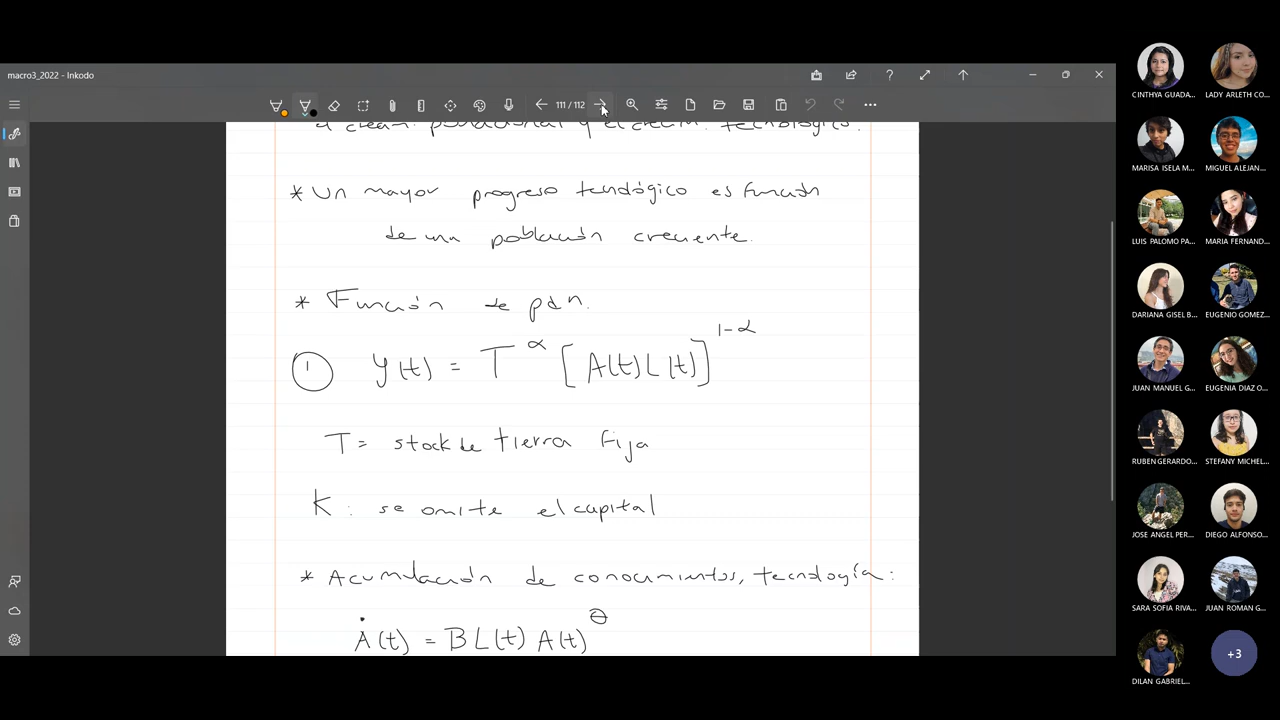 macro3_2022 - Inkodo
111 / 112
y el crecim. tecnológico.
* Un mayor progreso tecnológico es función
de una población creciente.
* Función de pdn.
① Y(t) = T^α [A(t)L(t)]^1-α
T = stock de tierra fija
K: se omite el capital
* Acumulación de conocimientos, tecnología:
Ȧ(t) = B L(t) A(t)^θ
CINTHYA GUADA...
LADY ARLETH CO...
MARISA ISELA M...
MIGUEL ALEJAN...
LUIS PALOMO PA...
MARIA FERNAND...
DARIANA GISEL B...
EUGENIO GOMEZ...
JUAN MANUEL G...
EUGENIA DIAZ O...
RUBEN GERARDO...
STEFANY MICHEL...
JOSE ANGEL PER...
DIEGO ALFONSO...
SARA SOFIA RIVA...
JUAN ROMAN G...
DILAN GABRIEL...
+3